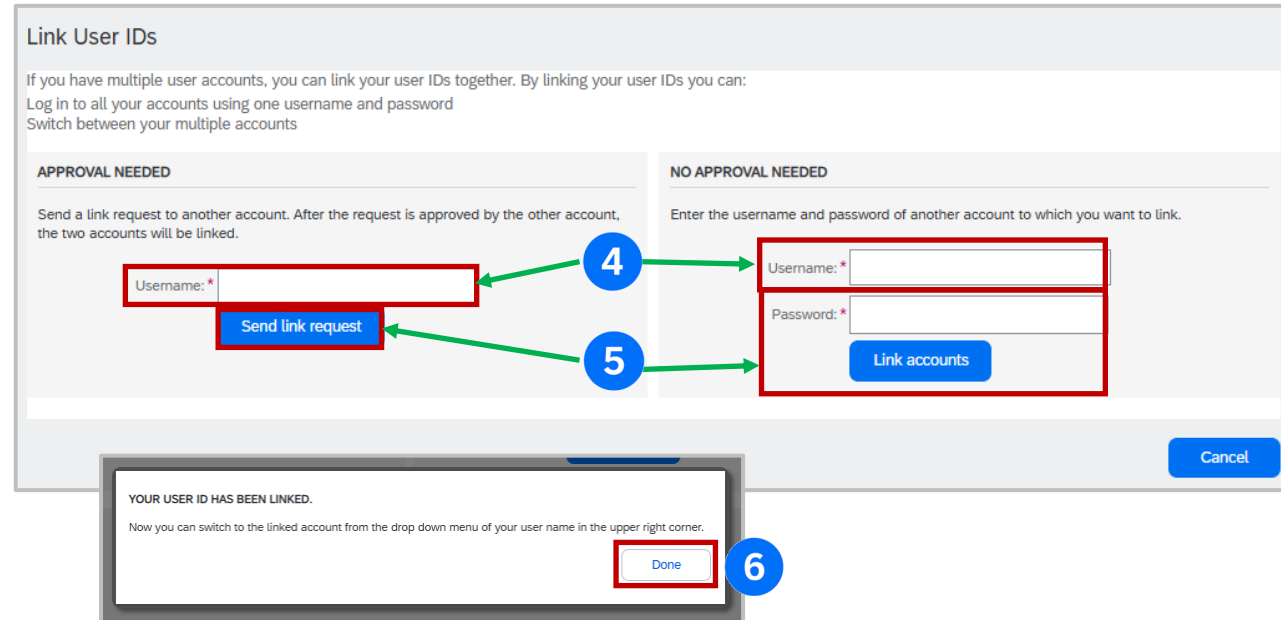 Link User IDs
If you have multiple user accounts, you can link your user IDs together. By linking your user IDs you can:
Log in to all your accounts using one username and password
Switch between your multiple accounts
APPROVAL NEEDED
Send a link request to another account. After the request is approved by the other account,
the two accounts will be linked.
Username: *
Send link request
4
5
NO APPROVAL NEEDED
Enter the username and password of another account to which you want to link.
Username: *
Password: *
Link accounts
Cancel
YOUR USER ID HAS BEEN LINKED.
Now you can switch to the linked account from the drop down menu of your user name in the upper right corner.
Done
6